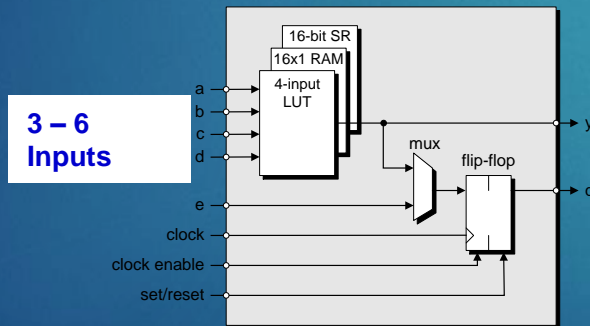 16-bit SR
16x1 RAM
4-input
LUT
a
b
c
d
3 – 6
Inputs
y
mux
flip-flop
e
q
clock
clock enable
set/reset